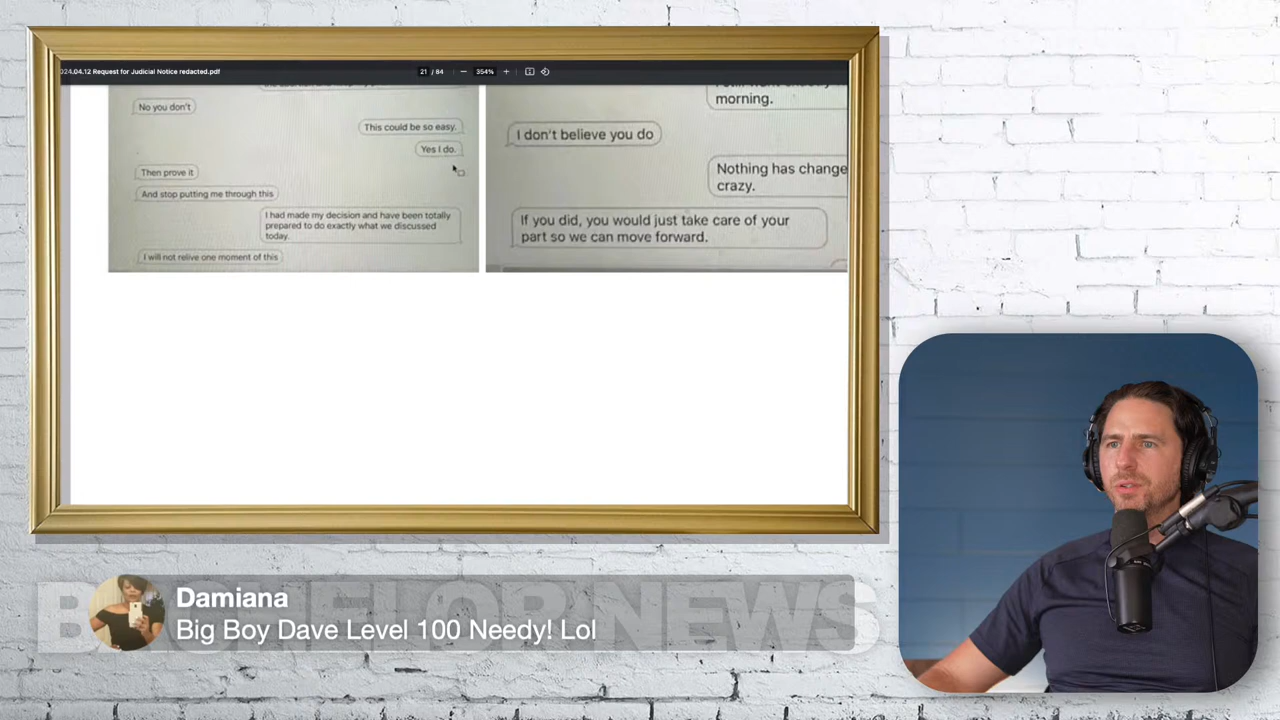 024.04.12 Request for Judicial Notice redacted.pdf
21 / 84
354%
No you don't
This could be so easy.
Yes I do.
Then prove it
And stop putting me through this
I had made my decision and have been totally
prepared to do exactly what we discussed
today.
I will not relive one moment of this
morning.
I don't believe you do
Nothing has change
crazy.
If you did, you would just take care of your
part so we can move forward.
BACHELOR NEWS
Damiana
Big Boy Dave Level 100 Needy! Lol